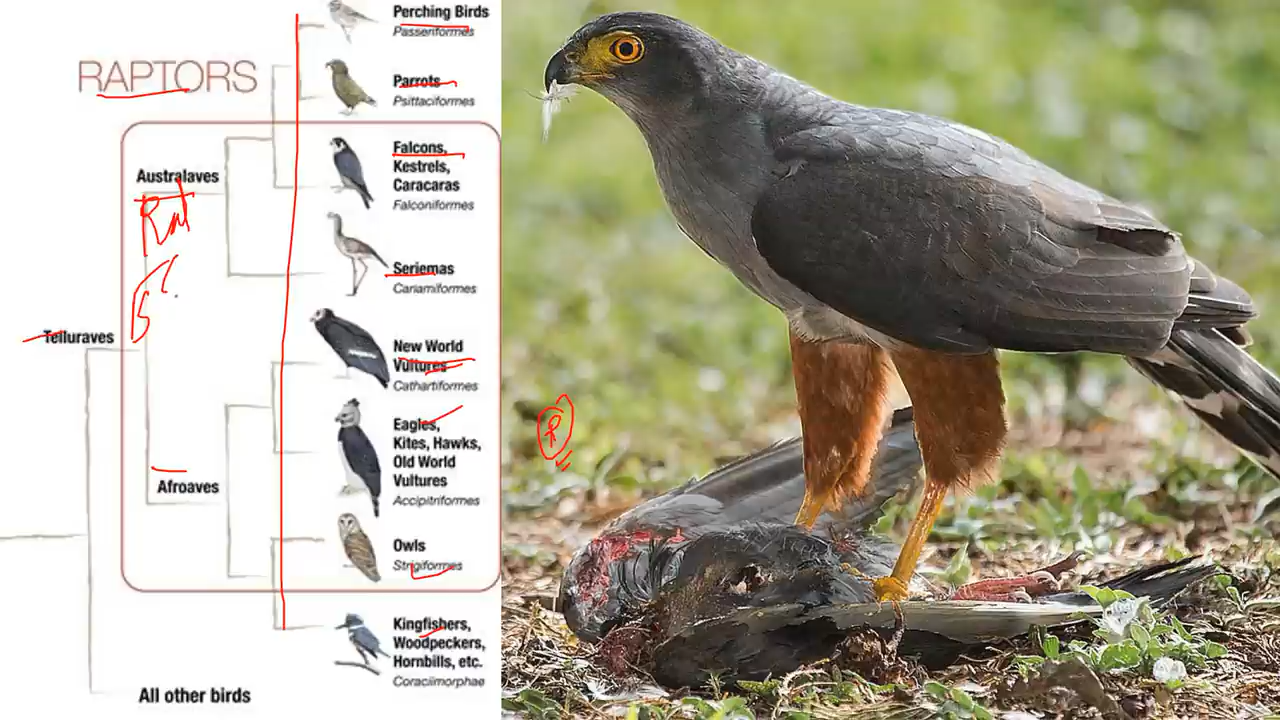 Perching Birds
Passeriformes
RAPTORS
Parrots
Psittaciformes
Australaves
Falcons,
Kestrels,
Caracaras
Falconiformes
Rat
Seriemas
Cariamiformes
Telluraves
New World
Vultures
Cathartiformes
Eagles,
Kites, Hawks,
Old World
Vultures
Accipitriformes
Afroaves
Owls
Strigiformes
Kingfishers,
Woodpeckers,
Hornbills, etc.
Coraciimorphae
All other birds